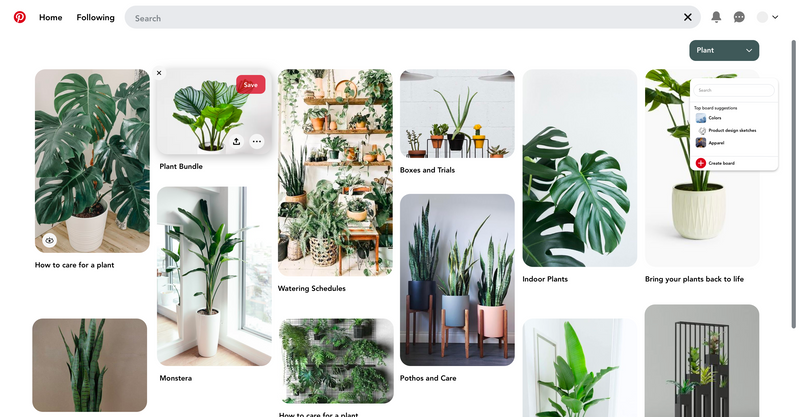 Home
Following
Search
Plant
Save
Search
Top board suggestions
Colors
Product design sketches
Apparel
Create board
Plant Bundle
Boxes and Trials
How to care for a plant
Indoor Plants
Bring your plants back to life
Watering Schedules
Monstera
Pothos and Care
How to care for a plant